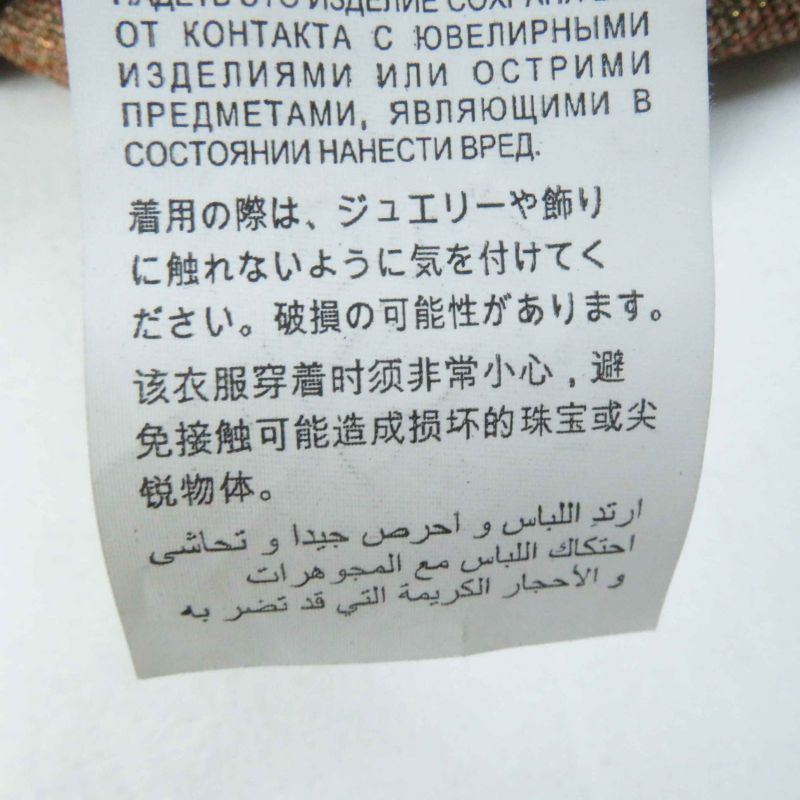 НАДЕТЬ ЭТО ИЗДЕЛИЕ
ОТ КОНТАКТА С ЮВЕЛИРНЫМИ
ИЗДЕЛИЯМИ ИЛИ ОСТРИМИ
ПРЕДМЕТАМИ, ЯВЛЯЮЩИМИ В
СОСТОЯНИИ НАНЕСТИ ВРЕД.
着用の際は、ジュエリーや飾り
に触れないように気を付けてく
ださい。破損の可能性があります。
该衣服穿着时须非常小心，避
免接触可能造成损坏的珠宝或尖
锐物体。
ارتدِ اللباس و احرص جيدا و تحاشى
احتكاك اللباس مع المجوهرات
و الأحجار الكريمة التي قد تضر به